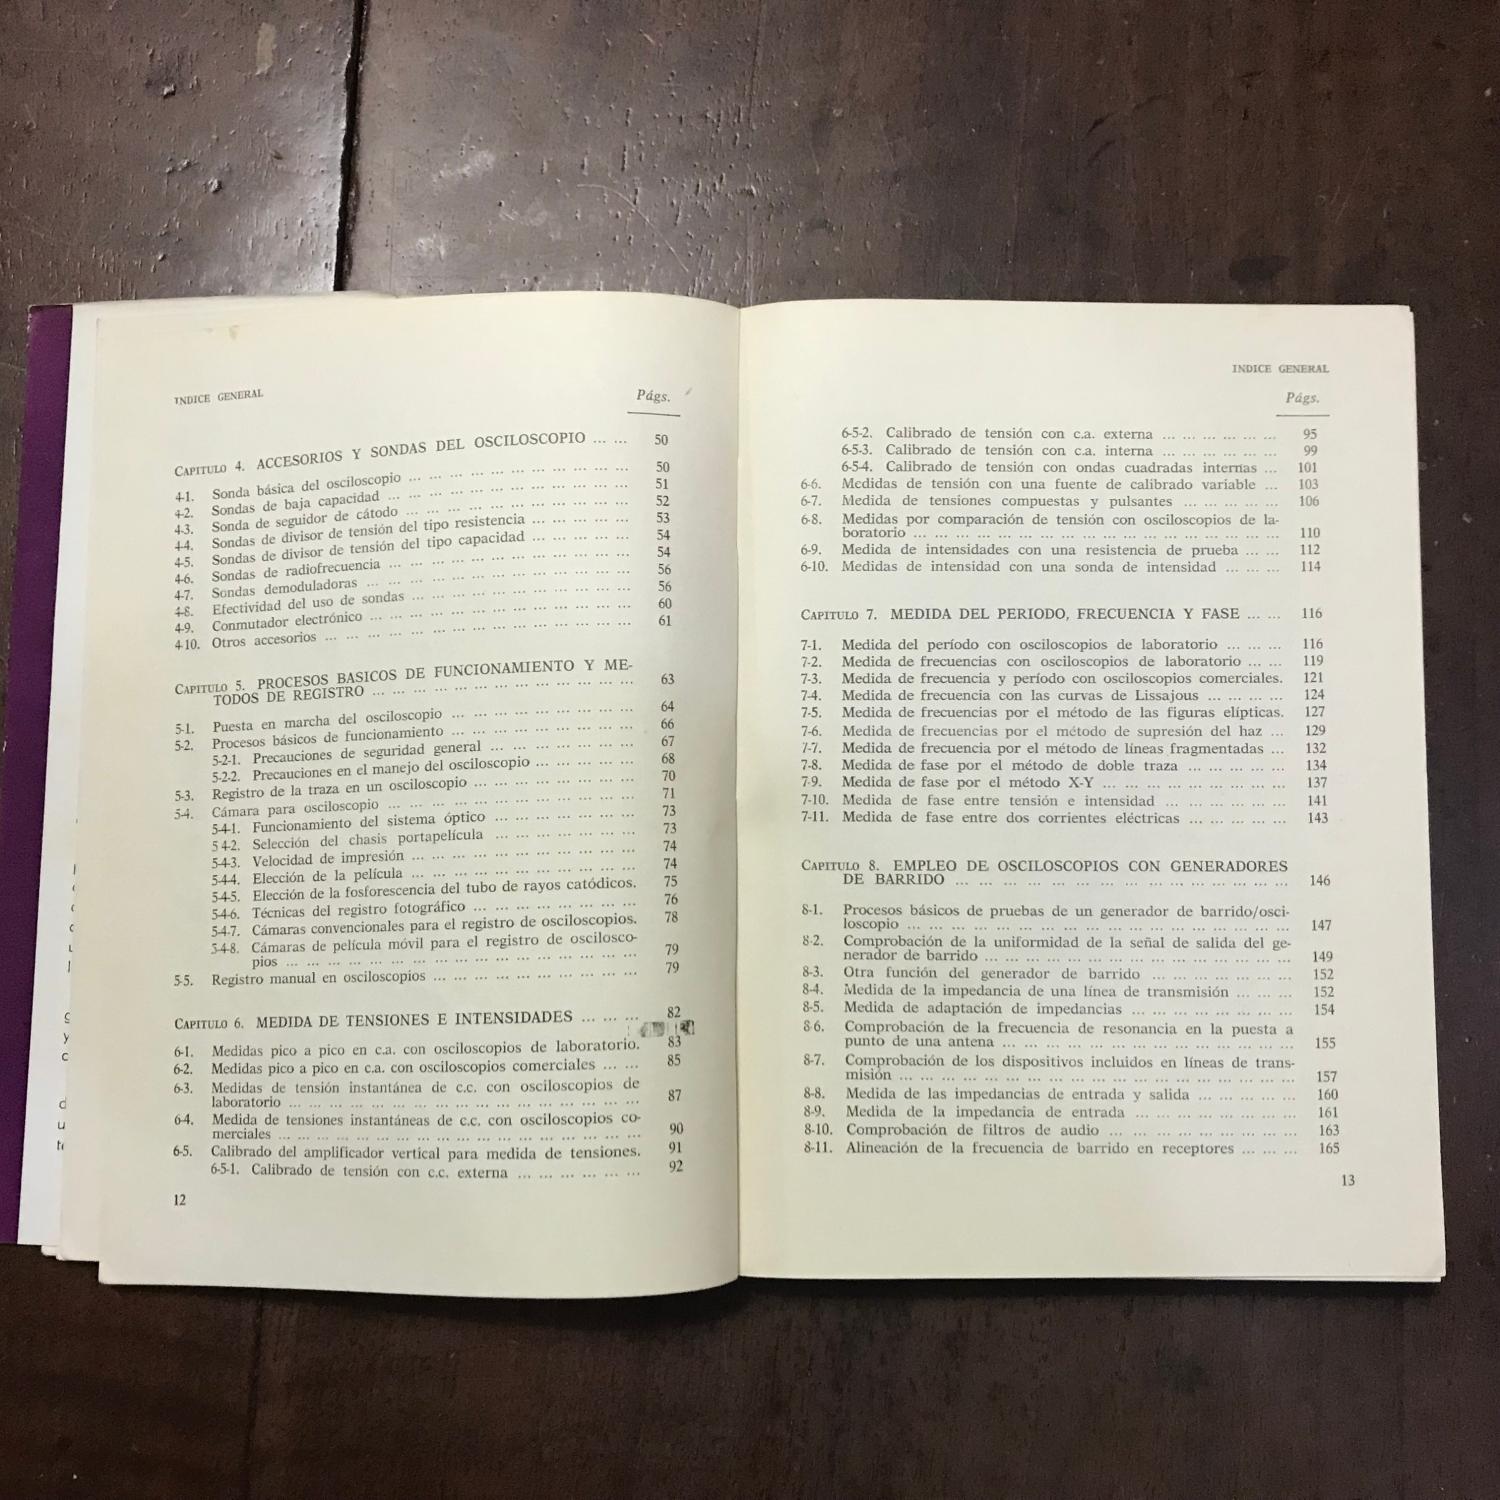 INDICE GENERAL
Págs.
CAPITULO 4. ACCESORIOS Y SONDAS DEL OSCILOSCOPIO ... ... 50
4-1. Sonda básica del osciloscopio ... ... ... ... ... ... ... ... ... ... ... 50
4-2. Sondas de baja capacidad ... ... ... ... ... ... ... ... ... ... ... ... 51
4-3. Sonda de seguidor de cátodo ... ... ... ... ... ... ... ... ... ... ... 52
4-4. Sondas de divisor de tensión del tipo resistencia ... ... ... ... ... 53
4-5. Sondas de divisor de tensión del tipo capacidad ... ... ... ... ... 54
4-6. Sondas de radiofrecuencia ... ... ... ... ... ... ... ... ... ... ... ... 54
4-7. Sondas demoduladoras ... ... ... ... ... ... ... ... ... ... ... ... ... 56
4-8. Efectividad del uso de sondas ... ... ... ... ... ... ... ... ... ... ... 56
4-9. Conmutador electrónico ... ... ... ... ... ... ... ... ... ... ... ... ... 60
4-10. Otros accesorios ... ... ... ... ... ... ... ... ... ... ... ... ... ... ... 61
CAPITULO 5. PROCESOS BASICOS DE FUNCIONAMIENTO Y ME-
TODOS DE REGISTRO ... ... ... ... ... ... ... ... ... ... ... ... ... 63
5-1. Puesta en marcha del osciloscopio ... ... ... ... ... ... ... ... ... 64
5-2. Procesos básicos de funcionamiento ... ... ... ... ... ... ... ... ... 66
5-2-1. Precauciones de seguridad general ... ... ... ... ... ... ... 67
5-2-2. Precauciones en el manejo del osciloscopio ... ... ... ... ... 68
5-3. Registro de la traza en un osciloscopio ... ... ... ... ... ... ... ... 70
5-4. Cámara para osciloscopio ... ... ... ... ... ... ... ... ... ... ... ... 71
5-4-1. Funcionamiento del sistema óptico ... ... ... ... ... ... ... 73
5 4-2. Selección del chasis portapelícula ... ... ... ... ... ... ... 73
5-4-3. Velocidad de impresión ... ... ... ... ... ... ... ... ... ... ... 74
5-4-4. Elección de la película ... ... ... ... ... ... ... ... ... ... ... 74
5-4-5. Elección de la fosforescencia del tubo de rayos catódicos. 75
5-4-6. Técnicas del registro fotográfico ... ... ... ... ... ... ... ... 76
5-4-7. Cámaras convencionales para el registro de osciloscopios. 78
5-4-8. Cámaras de película móvil para el registro de oscilosco-
pios ... ... ... ... ... ... ... ... ... ... ... ... ... ... ... ... ... 79
5-5. Registro manual en osciloscopios ... ... ... ... ... ... ... ... ... ... 79
CAPITULO 6. MEDIDA DE TENSIONES E INTENSIDADES ... ... ... 82
6-1. Medidas pico a pico en c.a. con osciloscopios de laboratorio. 83
6-2. Medidas pico a pico en c.a. con osciloscopios comerciales ... ... 85
6-3. Medidas de tensión instantánea de c.c. con osciloscopios de
laboratorio ... ... ... ... ... ... ... ... ... ... ... ... ... ... ... ... ... 87
6-4. Medida de tensiones instantáneas de c.c. con osciloscopios co-
merciales ... ... ... ... ... ... ... ... ... ... ... ... ... ... ... ... ... ... 90
6-5. Calibrado del amplificador vertical para medida de tensiones. 91
6-5-1. Calibrado de tensión con c.c. externa ... ... ... ... ... ... 92
12
INDICE GENERAL
Págs.
6-5-2. Calibrado de tensión con c.a. externa ... ... ... ... ... ... 95
6-5-3. Calibrado de tensión con c.a. interna ... ... ... ... ... ... 99
6-5-4. Calibrado de tensión con ondas cuadradas internas ... 101
6-6. Medidas de tensión con una fuente de calibrado variable ... 103
6-7. Medida de tensiones compuestas y pulsantes ... ... ... ... ... 106
6-8. Medidas por comparación de tensión con osciloscopios de la-
boratorio ... ... ... ... ... ... ... ... ... ... ... ... ... ... ... ... ... ... 110
6-9. Medida de intensidades con una resistencia de prueba ... ... 112
6-10. Medidas de intensidad con una sonda de intensidad ... ... ... 114
CAPITULO 7. MEDIDA DEL PERIODO, FRECUENCIA Y FASE ... ... 116
7-1. Medida del período con osciloscopios de laboratorio ... ... ... 116
7-2. Medida de frecuencias con osciloscopios de laboratorio ... ... 119
7-3. Medida de frecuencia y período con osciloscopios comerciales. 121
7-4. Medida de frecuencia con las curvas de Lissajous ... ... ... ... 124
7-5. Medida de frecuencias por el método de las figuras elípticas. 127
7-6. Medida de frecuencias por el método de supresión del haz ... 129
7-7. Medida de frecuencia por el método de líneas fragmentadas ... 132
7-8. Medida de fase por el método de doble traza ... ... ... ... ... 134
7-9. Medida de fase por el método X-Y ... ... ... ... ... ... ... ... ... 137
7-10. Medida de fase entre tensión e intensidad ... ... ... ... ... ... 141
7-11. Medida de fase entre dos corrientes eléctricas ... ... ... ... ... 143
CAPITULO 8. EMPLEO DE OSCILOSCOPIOS CON GENERADORES
DE BARRIDO ... ... ... ... ... ... ... ... ... ... ... ... ... ... ... ... 146
8-1. Procesos básicos de pruebas de un generador de barrido/osci-
loscopio ... ... ... ... ... ... ... ... ... ... ... ... ... ... ... ... ... ... 147
8-2. Comprobación de la uniformidad de la señal de salida del ge-
nerador de barrido ... ... ... ... ... ... ... ... ... ... ... ... ... ... 149
8-3. Otra función del generador de barrido ... ... ... ... ... ... ... 152
8-4. Medida de la impedancia de una línea de transmisión ... ... ... 152
8-5. Medida de adaptación de impedancias ... ... ... ... ... ... ... ... 154
8 6. Comprobación de la frecuencia de resonancia en la puesta a
punto de una antena ... ... ... ... ... ... ... ... ... ... ... ... ... 155
8-7. Comprobación de los dispositivos incluidos en líneas de trans-
misión ... ... ... ... ... ... ... ... ... ... ... ... ... ... ... ... ... ... 157
8-8. Medida de las impedancias de entrada y salida ... ... ... ... ... 160
8-9. Medida de la impedancia de entrada ... ... ... ... ... ... ... ... 161
8-10. Comprobación de filtros de audio ... ... ... ... ... ... ... ... ... 163
8-11. Alineación de la frecuencia de barrido en receptores ... ... ... 165
13